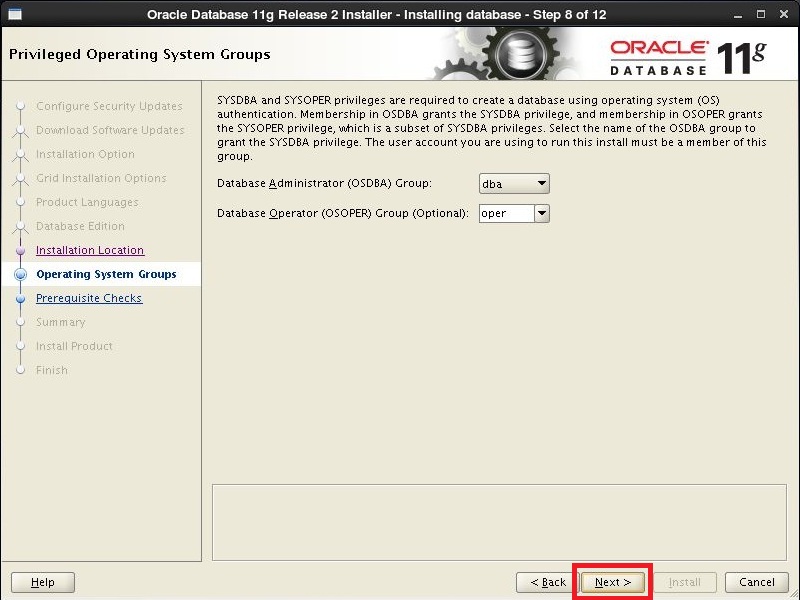 Oracle Database 11g Release 2 Installer - Installing database - Step 8 of 12
Privileged Operating System Groups
ORACLE®
DATABASE 11g
Configure Security Updates
Download Software Updates
Installation Option
Grid Installation Options
Product Languages
Database Edition
Installation Location
Operating System Groups
Prerequisite Checks
Summary
Install Product
Finish
SYSDBA and SYSOPER privileges are required to create a database using operating system (OS)
authentication. Membership in OSDBA grants the SYSDBA privilege, and membership in OSOPER grants
the SYSOPER privilege, which is a subset of SYSDBA privileges. Select the name of the OSDBA group to
grant the SYSDBA privilege. The user account you are using to run this install must be a member of this
group.
Database Administrator (OSDBA) Group: dba
Database Operator (OSOPER) Group (Optional): oper
Help < Back Next > Install Cancel